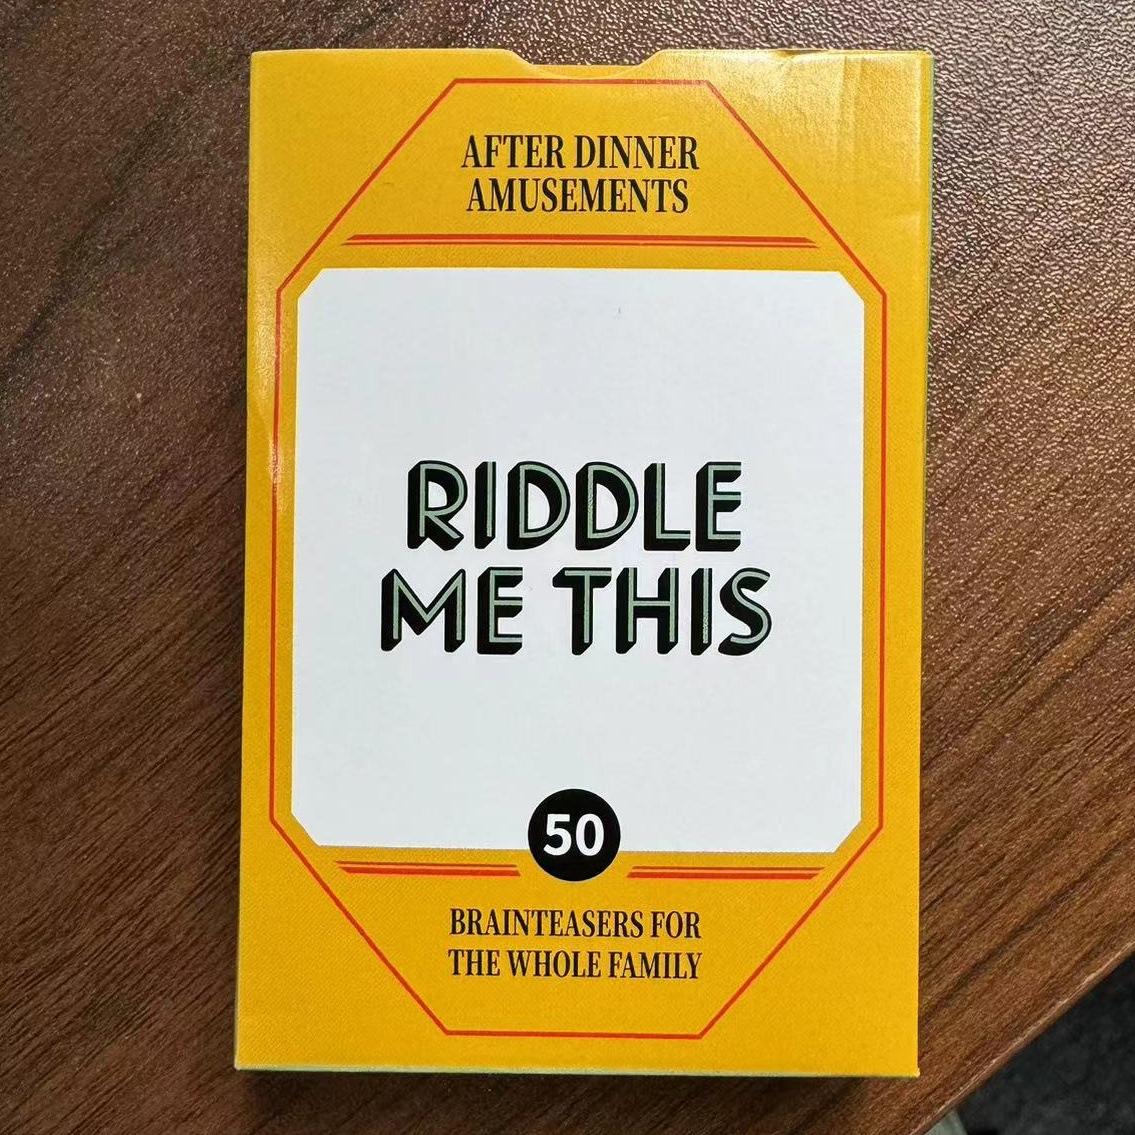 AFTER DINNER
AMUSEMENTS
RIDDLE
ME THIS
50
BRAINTEASERS FOR
THE WHOLE FAMILY